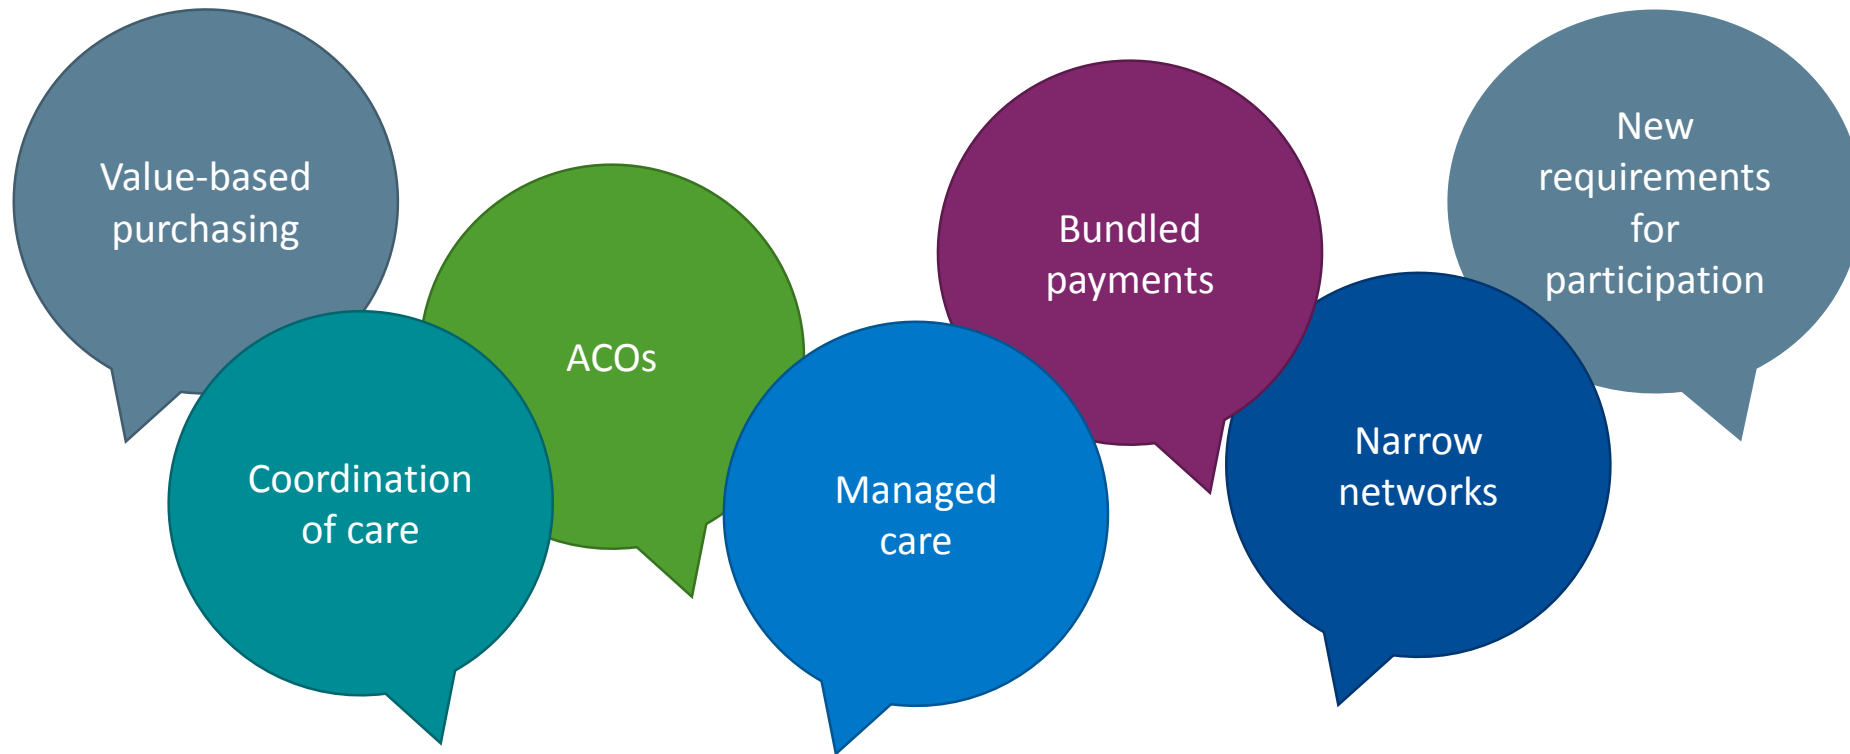 Value-based
purchasing
Coordination
of care
ACOs
Managed
care
Bundled
payments
Narrow
networks
New
requirements
for
participation